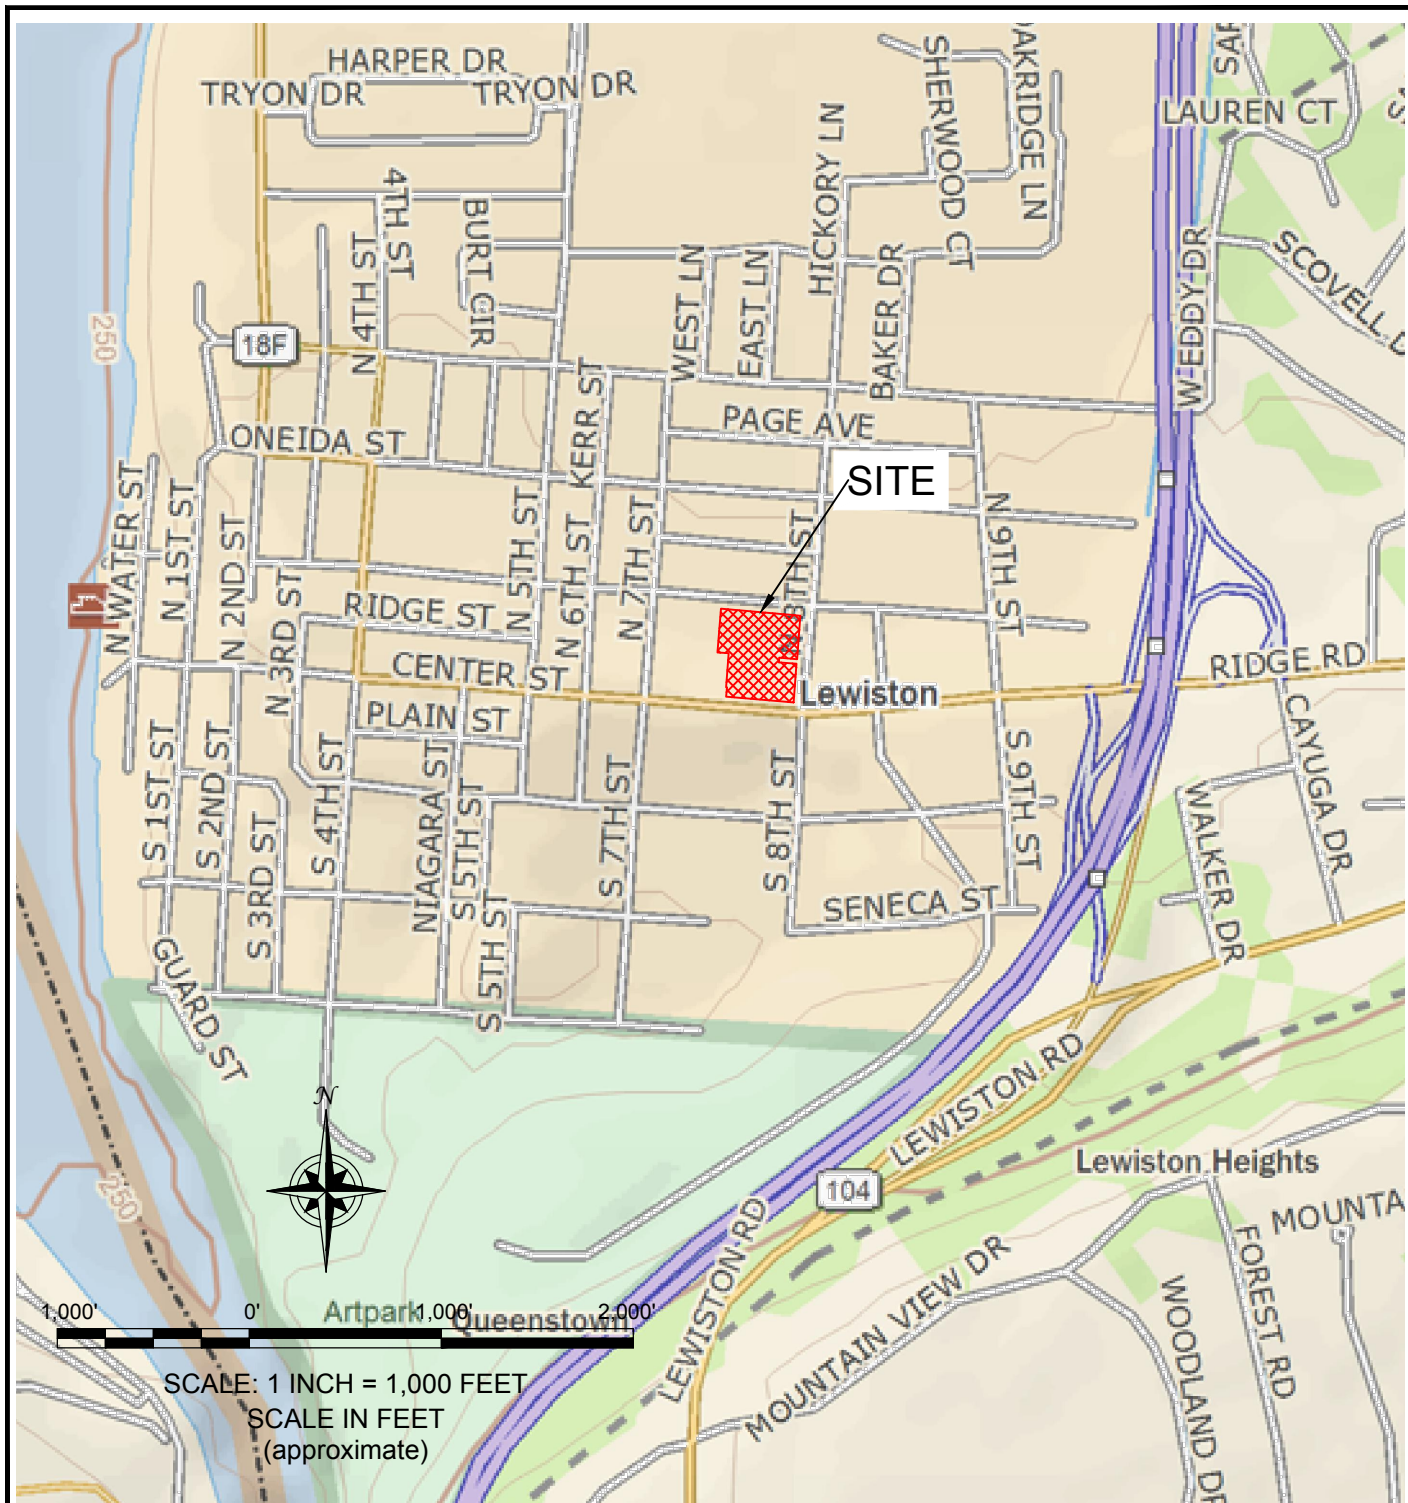 HARPER DR
TRYON DR
TRYON DR
SHERWOOD CT
OAKRIDGE LN
LAUREN CT
HICKORY LN
4TH ST
N 4TH ST
BURT CIR
WEST LN
EAST LN
BAKER DR
W EDDY DR
SCOVELL D
250
18F
KERR ST
PAGE AVE
ONEIDA ST
SITE
N WATER ST
N 1ST ST
N 2ND ST
N 3RD ST
RIDGE ST
N 5TH ST
N 6TH ST
N 7TH ST
N 8TH ST
N 9TH ST
CENTER ST
RIDGE RD
Lewiston
PLAIN ST
S 1ST ST
S 2ND ST
S 3RD ST
S 4TH ST
NIAGARA ST
S 5TH ST
S 5TH ST
S 7TH ST
S 8TH ST
S 9TH ST
CAYUGA DR
WALKER DR
SENECA ST
GUARD ST
N
LEWISTON RD
Lewiston Heights
104
250
LEWISTON RD
MOUNTAIN VIEW DR
FOREST RD
MOUNTA
WOODLAND DR
1,000' 0' 1,000' 2,000'
Artpark
Queenstown
SCALE: 1 INCH = 1,000 FEET
SCALE IN FEET
(approximate)